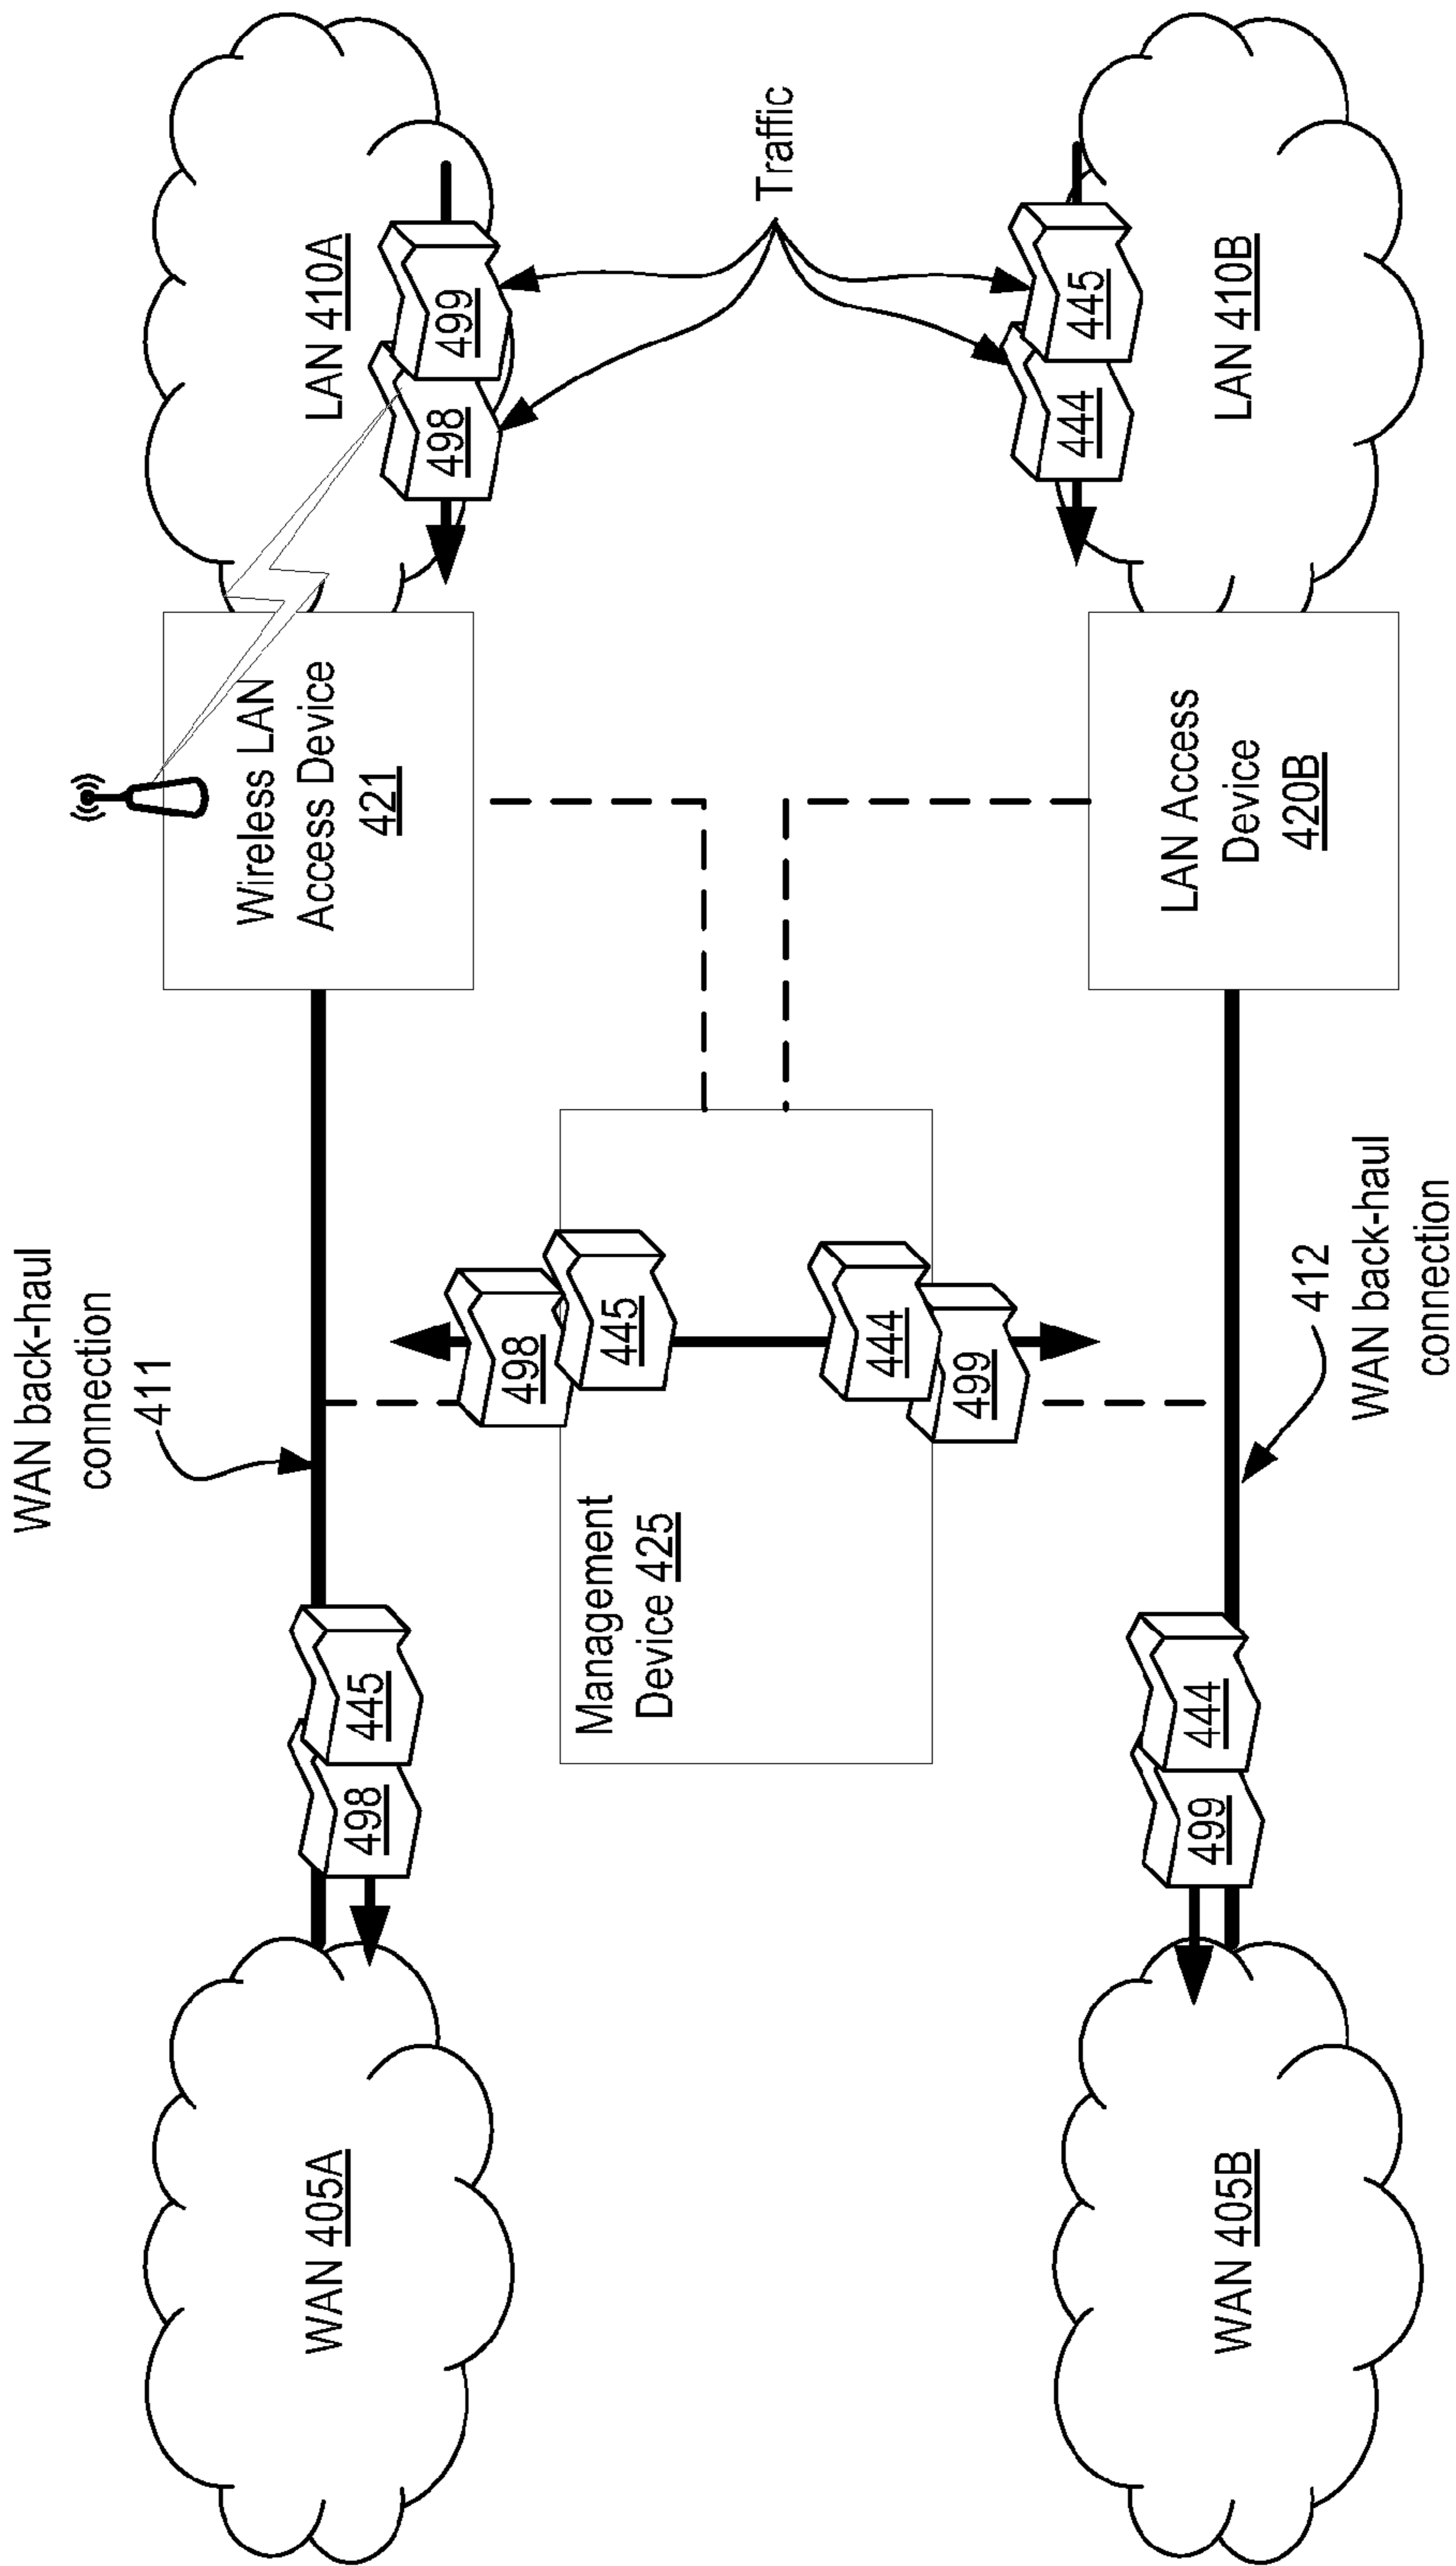 WAN back-haul
connection
411
WAN 405A
498
445
Wireless LAN
Access Device
421
LAN 410A
498
499
498
445
Management
Device 425
444
499
Traffic
444
445
WAN 405B
499
444
LAN Access
Device
420B
LAN 410B
412
WAN back-haul
connection